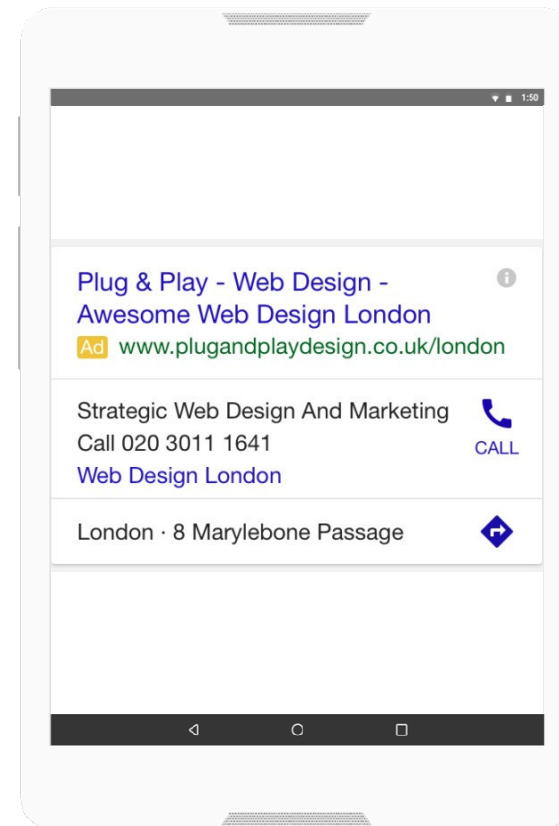 1:50
Plug & Play - Web Design -
Awesome Web Design London
Ad www.plugandplaydesign.co.uk/london
Strategic Web Design And Marketing
Call 020 3011 1641
CALL
Web Design London
London · 8 Marylebone Passage